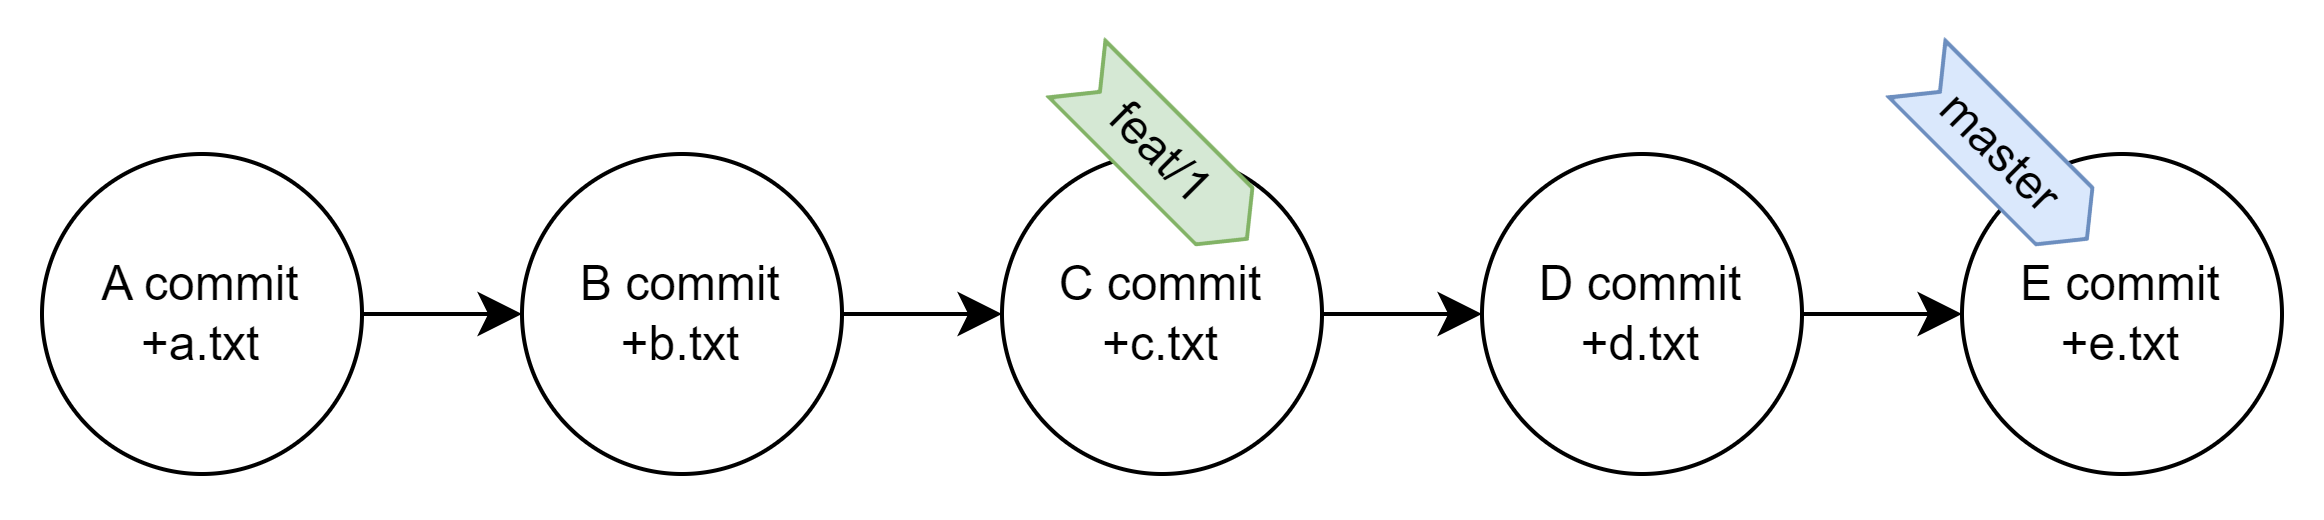 feat/1
master
A commit
+a.txt
B commit
+b.txt
C commit
+c.txt
D commit
+d.txt
E commit
+e.txt